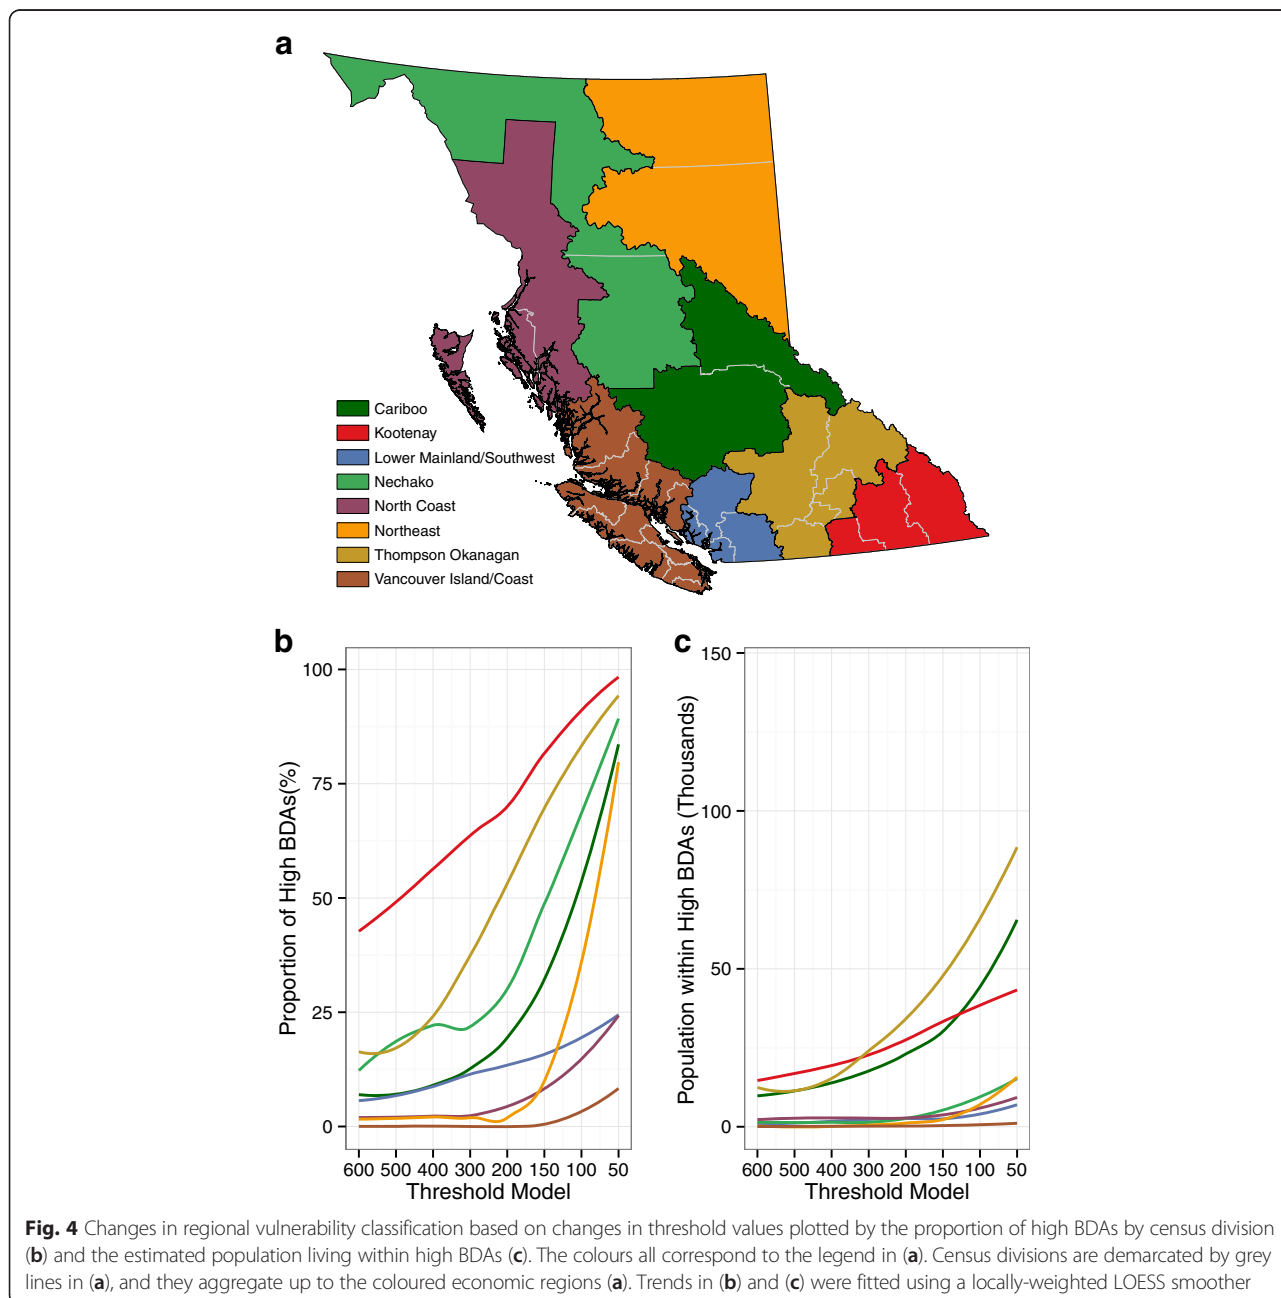 a
Cariboo
Kootenay
Lower Mainland/Southwest
Nechako
North Coast
Northeast
Thompson Okanagan
Vancouver Island/Coast
b
Proportion of High BDAs(%)
100
75
50
25
0
600 500 400 300 200 150 100 50
Threshold Model
c
Population within High BDAs (Thousands)
150
100
50
0
600 500 400 300 200 150 100 50
Threshold Model
Fig. 4 Changes in regional vulnerability classification based on changes in threshold values plotted by the proportion of high BDAs by census division
(b) and the estimated population living within high BDAs (c). The colours all correspond to the legend in (a). Census divisions are demarcated by grey
lines in (a), and they aggregate up to the coloured economic regions (a). Trends in (b) and (c) were fitted using a locally-weighted LOESS smoother